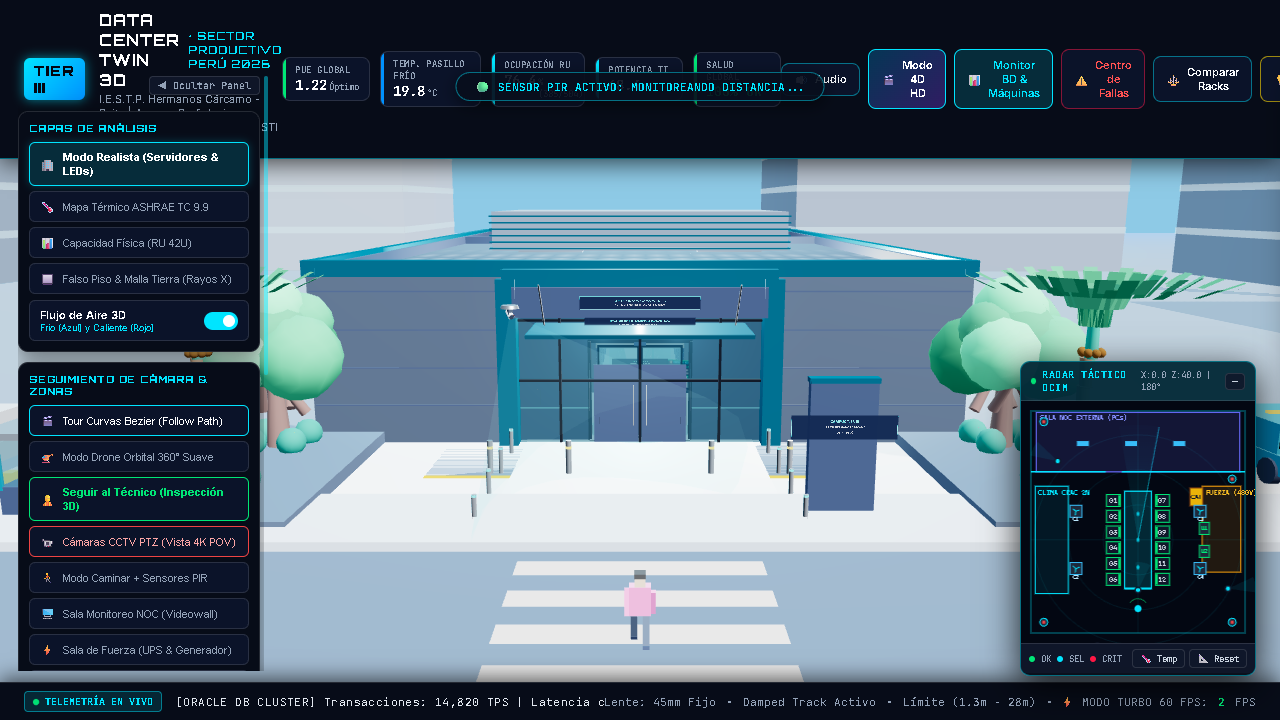 TIER III
DATA CENTER TWIN 3D
· SECTOR PRODUCTIVO PERÚ 2026
◀ Ocultar Panel
I.E.S.T.P. Hermanos Cárcamo -
PUE GLOBAL
1.22 Óptimo
TEMP. PASILLO FRÍO
19.8 °C
OCUPACIÓN RU
POTENCIA IT
SALUD
SENSOR PIR ACTIVO: MONITOREANDO DISTANCIA...
Audio
Modo 4D HD
Monitor BD & Máquinas
Centro de Fallas
Comparar Racks
CAPAS DE ANÁLISIS
Modo Realista (Servidores & LEDs)
Mapa Térmico ASHRAE TC 9.9
Capacidad Física (RU 42U)
Falso Piso & Malla Tierra (Rayos X)
Flujo de Aire 3D
Frío (Azul) y Caliente (Rojo)
SEGUIMIENTO DE CÁMARA & ZONAS
Tour Curvas Bezier (Follow Path)
Modo Drone Orbital 360° Suave
Seguir al Técnico (Inspección 3D)
Cámaras CCTV PTZ (Vista 4K POV)
Modo Caminar + Sensores PIR
Sala Monitoreo NOC (Videowall)
Sala de Fuerza (UPS & Generador)
RADAR TÁCTICO DCIM
X:0.0 Z:40.0 | 180°
SALA NOC EXTERNA (PCs)
CLIMA CRAC 2N
FUERZA (480V)
01 07
02 08
03 09
04 10
05 11
06 12
OK SEL CRIT
Temp
Reset
TELEMETRÍA EN VIVO
[ORACLE DB CLUSTER] Transacciones: 14,820 TPS | Latencia c
Lente: 45mm Fijo • Damped Track Activo • Límite (1.3m - 28m) •
MODO TURBO 60 FPS: 2 FPS